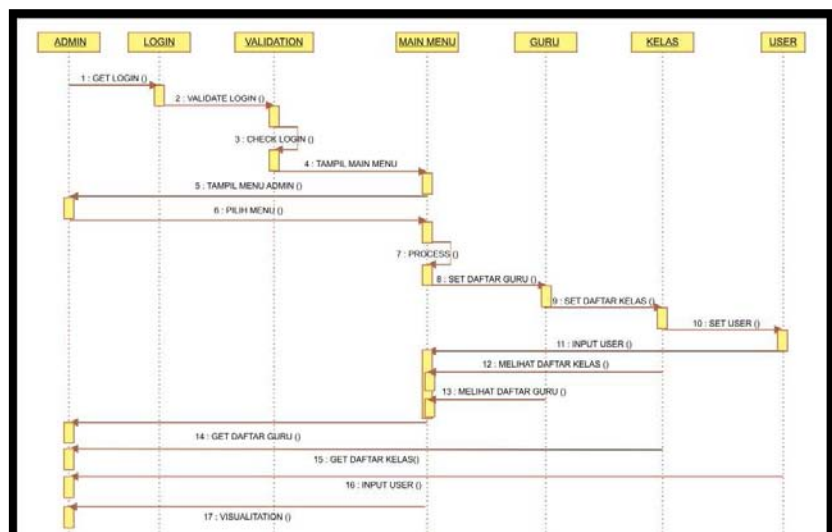 ADMIN LOGIN VALIDATION MAIN MENU GURU KELAS USER
1 : GET LOGIN ()
2 : VALIDATE LOGIN ()
3 : CHECK LOGIN ()
4 : TAMPIL MAIN MENU
5 : TAMPIL MENU ADMIN ()
6 : PILIH MENU ()
7 : PROCESS ()
8 : SET DAFTAR GURU ()
9 : SET DAFTAR KELAS ()
10 : SET USER ()
11 : INPUT USER ()
12 : MELIHAT DAFTAR KELAS ()
13 : MELIHAT DAFTAR GURU ()
14 : GET DAFTAR GURU ()
15 : GET DAFTAR KELAS()
16 : INPUT USER ()
17 : VISUALITATION ()